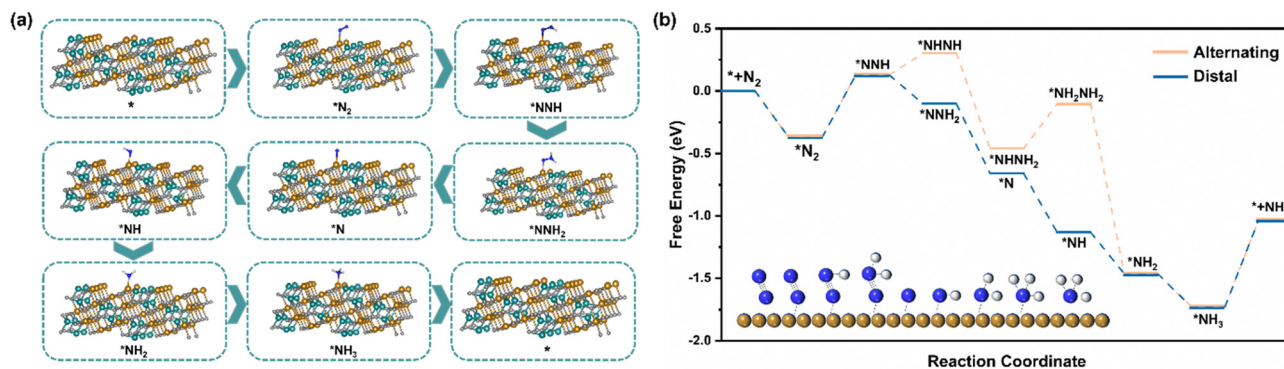 (a)
*
*N₂
*NNH
*NH
*N
*NNH₂
*NH₂
*NH₃
*
(b)
Free Energy (eV)
0.5
0.0
-0.5
-1.0
-1.5
-2.0
Alternating
Distal
*+N₂
*N₂
*NNH
*NHNH
*NNH₂
*NHNH₂
*N
*NH₂NH₂
*NH
*NH₂
*NH₃
*+NH
Reaction Coordinate